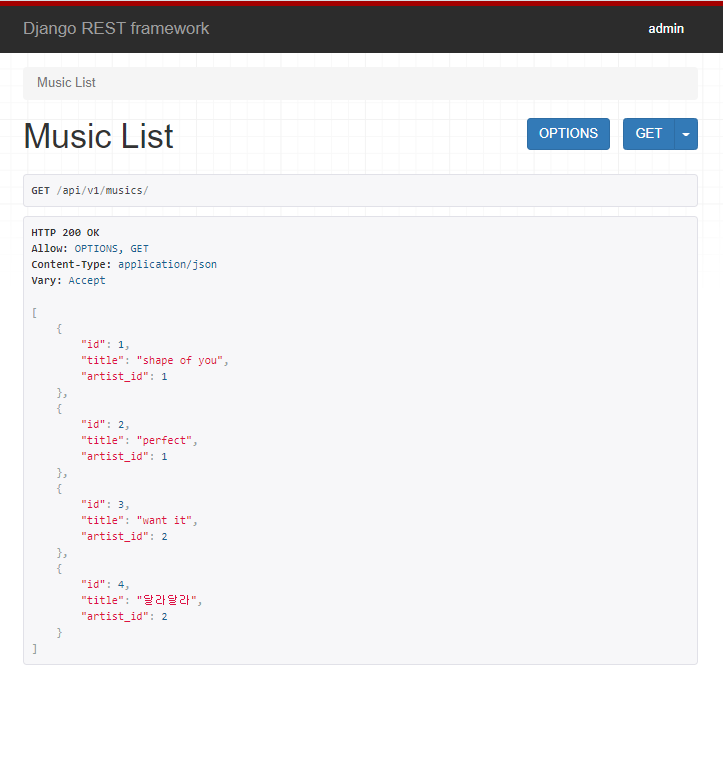 Django REST framework
admin
Music List
Music List
OPTIONS
GET
GET /api/v1/musics/
HTTP 200 OK
Allow: OPTIONS, GET
Content-Type: application/json
Vary: Accept
[
    {
        "id": 1,
        "title": "shape of you",
        "artist_id": 1
    },
    {
        "id": 2,
        "title": "perfect",
        "artist_id": 1
    },
    {
        "id": 3,
        "title": "want it",
        "artist_id": 2
    },
    {
        "id": 4,
        "title": "달라달라",
        "artist_id": 2
    }
]